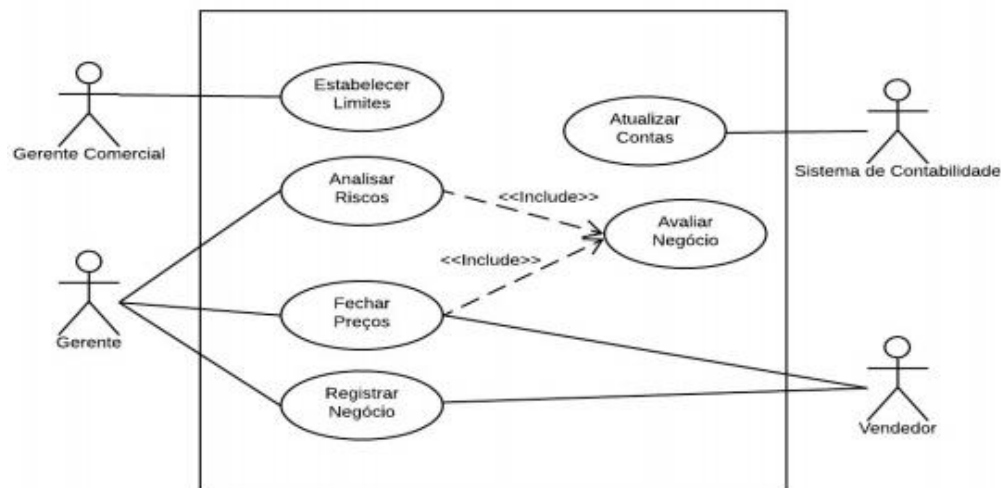 Estabelecer
Limites
Gerente Comercial
Atualizar
Contas
Sistema de Contabilidade
Analisar
Riscos
<<Include>>
Avaliar
Negócio
<<Include>>
Gerente
Fechar
Preços
Registrar
Negócio
Vendedor